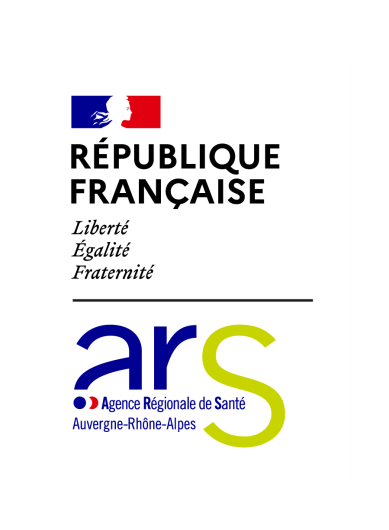 RÉPUBLIQUE
FRANÇAISE
Liberté
Égalité
Fraternité
ars
Agence Régionale de Santé
Auvergne-Rhône-Alpes